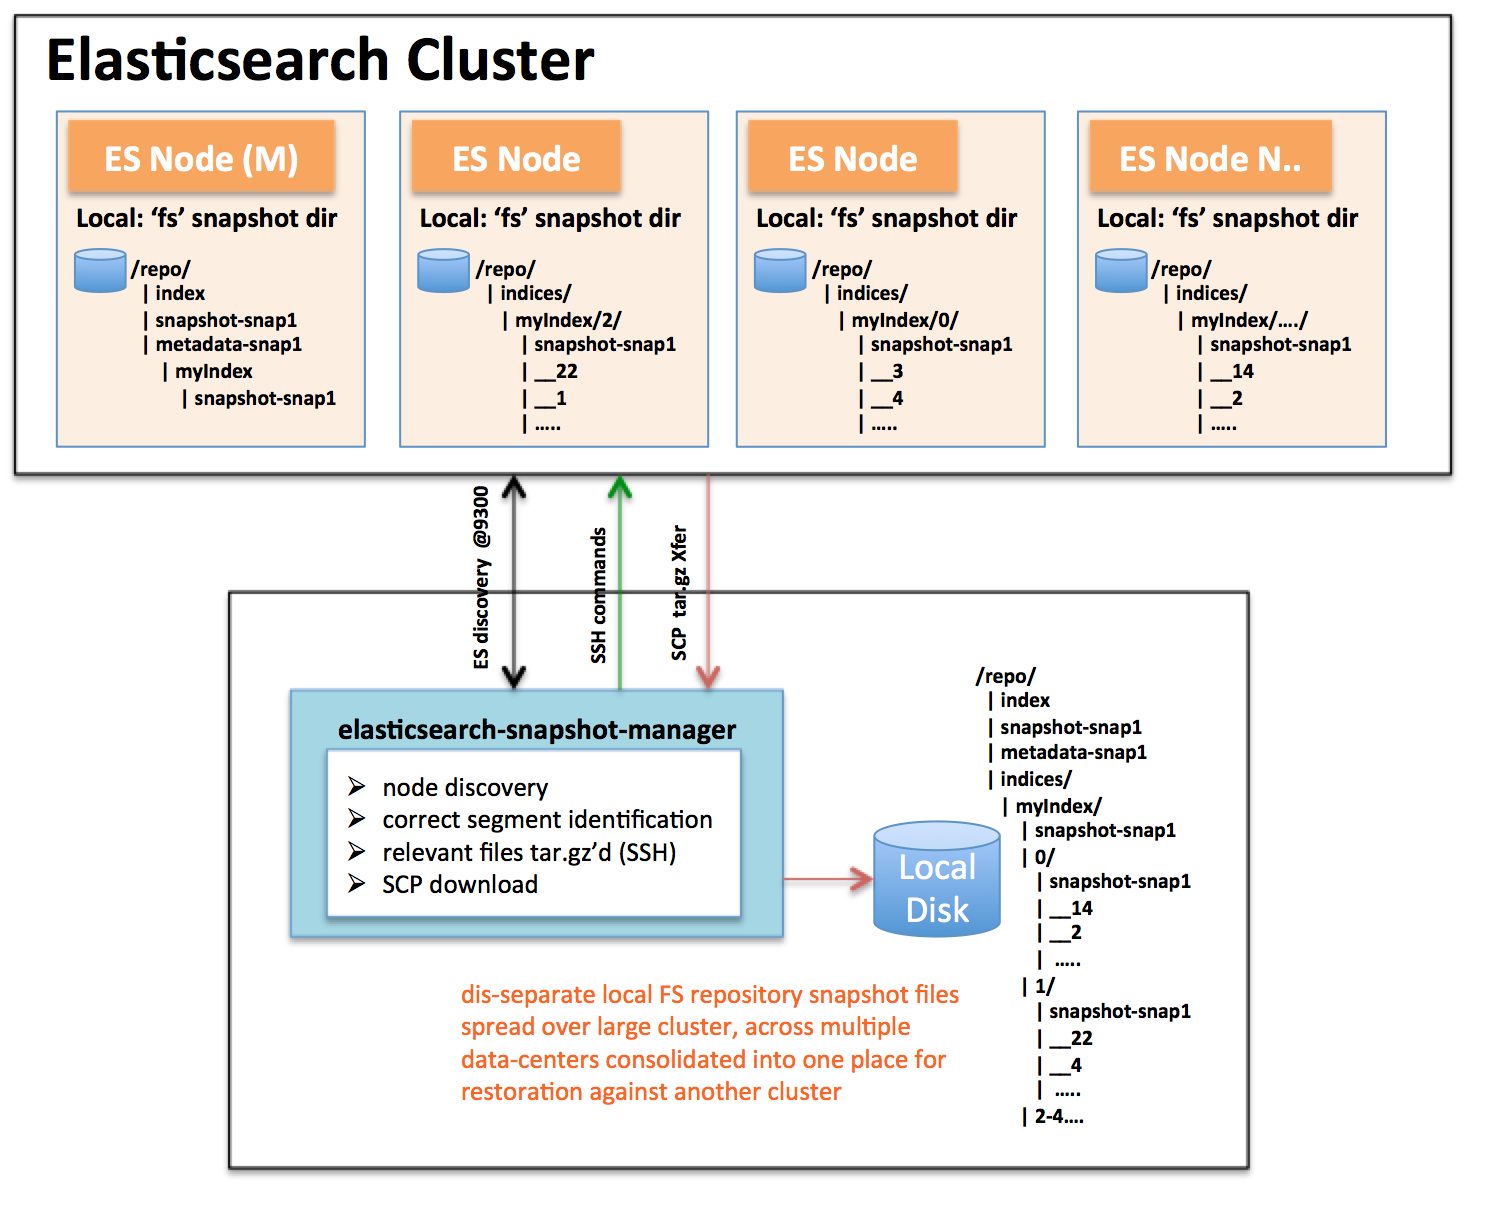 Elasticsearch Cluster
ES Node (M)
Local: ‘fs’ snapshot dir
/repo/
| index
| snapshot-snap1
| metadata-snap1
| myIndex
| snapshot-snap1
ES Node
Local: ‘fs’ snapshot dir
/repo/
| indices/
| myIndex/2/
| snapshot-snap1
| __22
| __1
| .....
ES Node
Local: ‘fs’ snapshot dir
/repo/
| indices/
| myIndex/0/
| snapshot-snap1
| __3
| __4
| .....
ES Node N..
Local: ‘fs’ snapshot dir
/repo/
| indices/
| myIndex/..../
| snapshot-snap1
| __14
| __2
| .....
ES discovery @9300
SSH commands
SCP tar.gz Xfer
elasticsearch-snapshot-manager
➢ node discovery
➢ correct segment identification
➢ relevant files tar.gz’d (SSH)
➢ SCP download
Local
Disk
dis-separate local FS repository snapshot files
spread over large cluster, across multiple
data-centers consolidated into one place for
restoration against another cluster
/repo/
| index
| snapshot-snap1
| metadata-snap1
| indices/
| myIndex/
| snapshot-snap1
| 0/
| snapshot-snap1
| __14
| __2
| .....
| 1/
| snapshot-snap1
| __22
| __4
| .....
| 2-4....